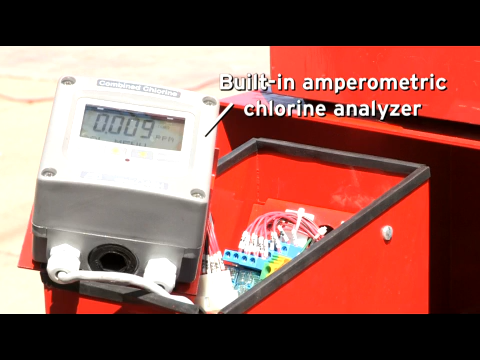 Built-in amperometric
chlorine analyzer
Combined Chlorine
0.009
PPM